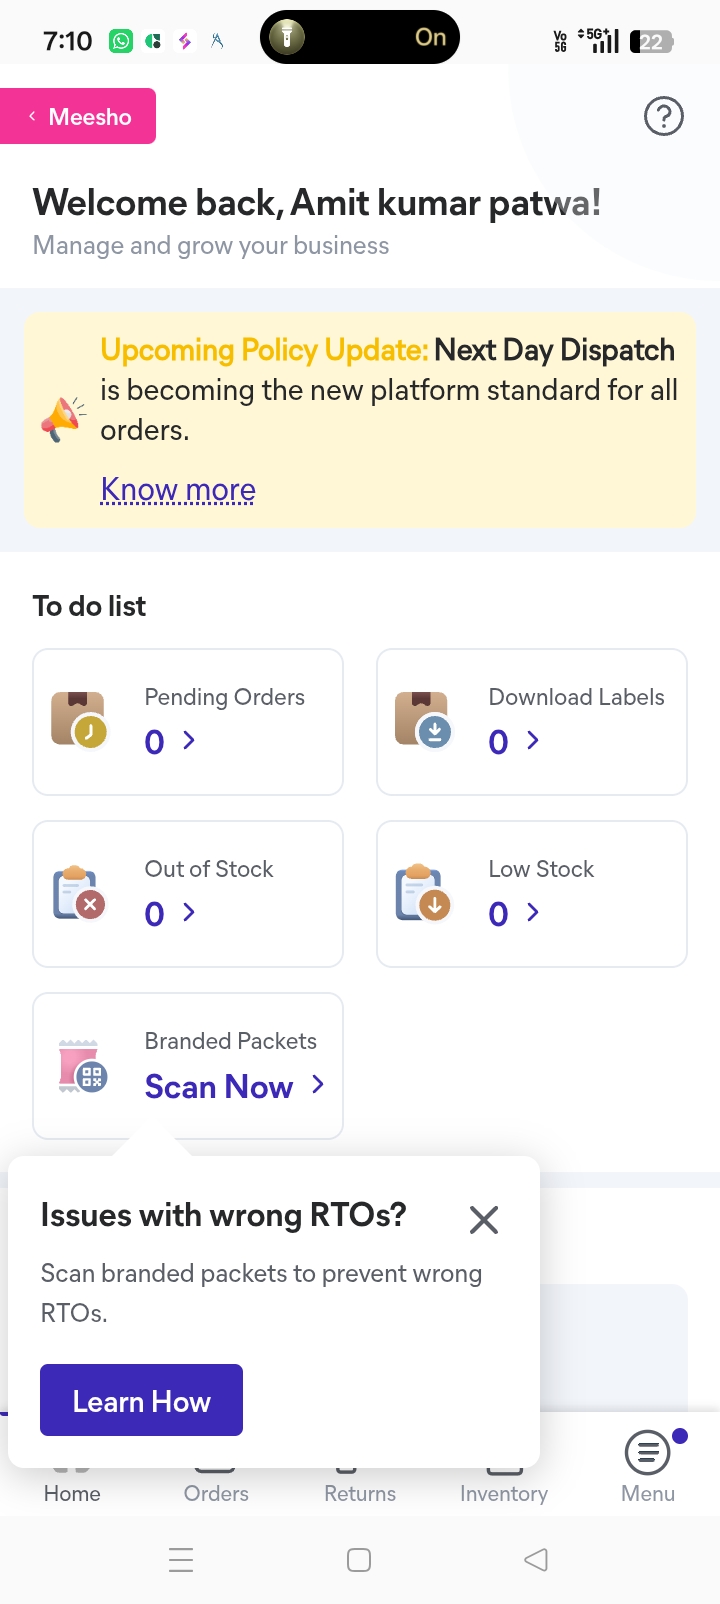 7:10
On
Vo
5G
5G+
22
Meesho
Welcome back, Amit kumar patwa!
Manage and grow your business
Upcoming Policy Update: Next Day Dispatch
is becoming the new platform standard for all
orders.
Know more
To do list
Pending Orders
0
Download Labels
0
Out of Stock
0
Low Stock
0
Branded Packets
Scan Now
Issues with wrong RTOs?
Scan branded packets to prevent wrong
RTOs.
Learn How
Home
Orders
Returns
Inventory
Menu